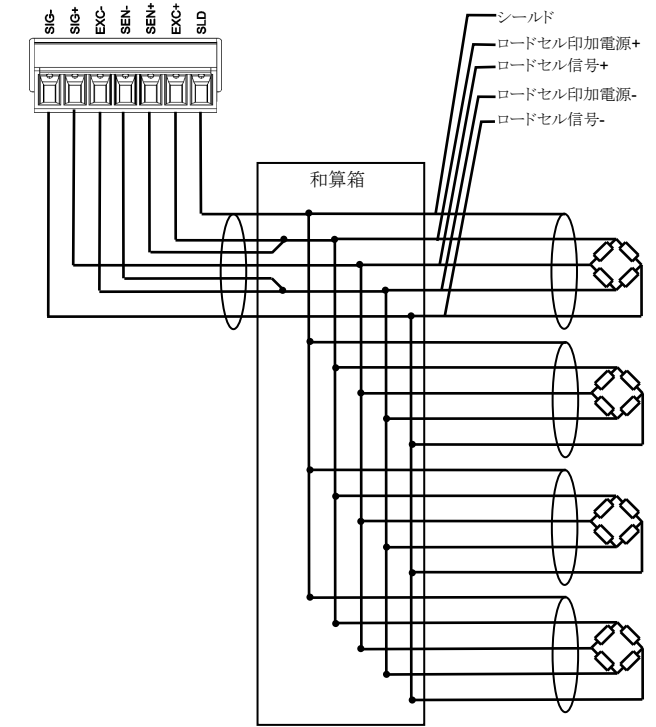 SIG-
SIG+
EXC-
SEN-
SEN+
EXC+
SLD
シールド
ロードセル印加電源+
ロードセル信号+
ロードセル印加電源-
ロードセル信号-
和算箱